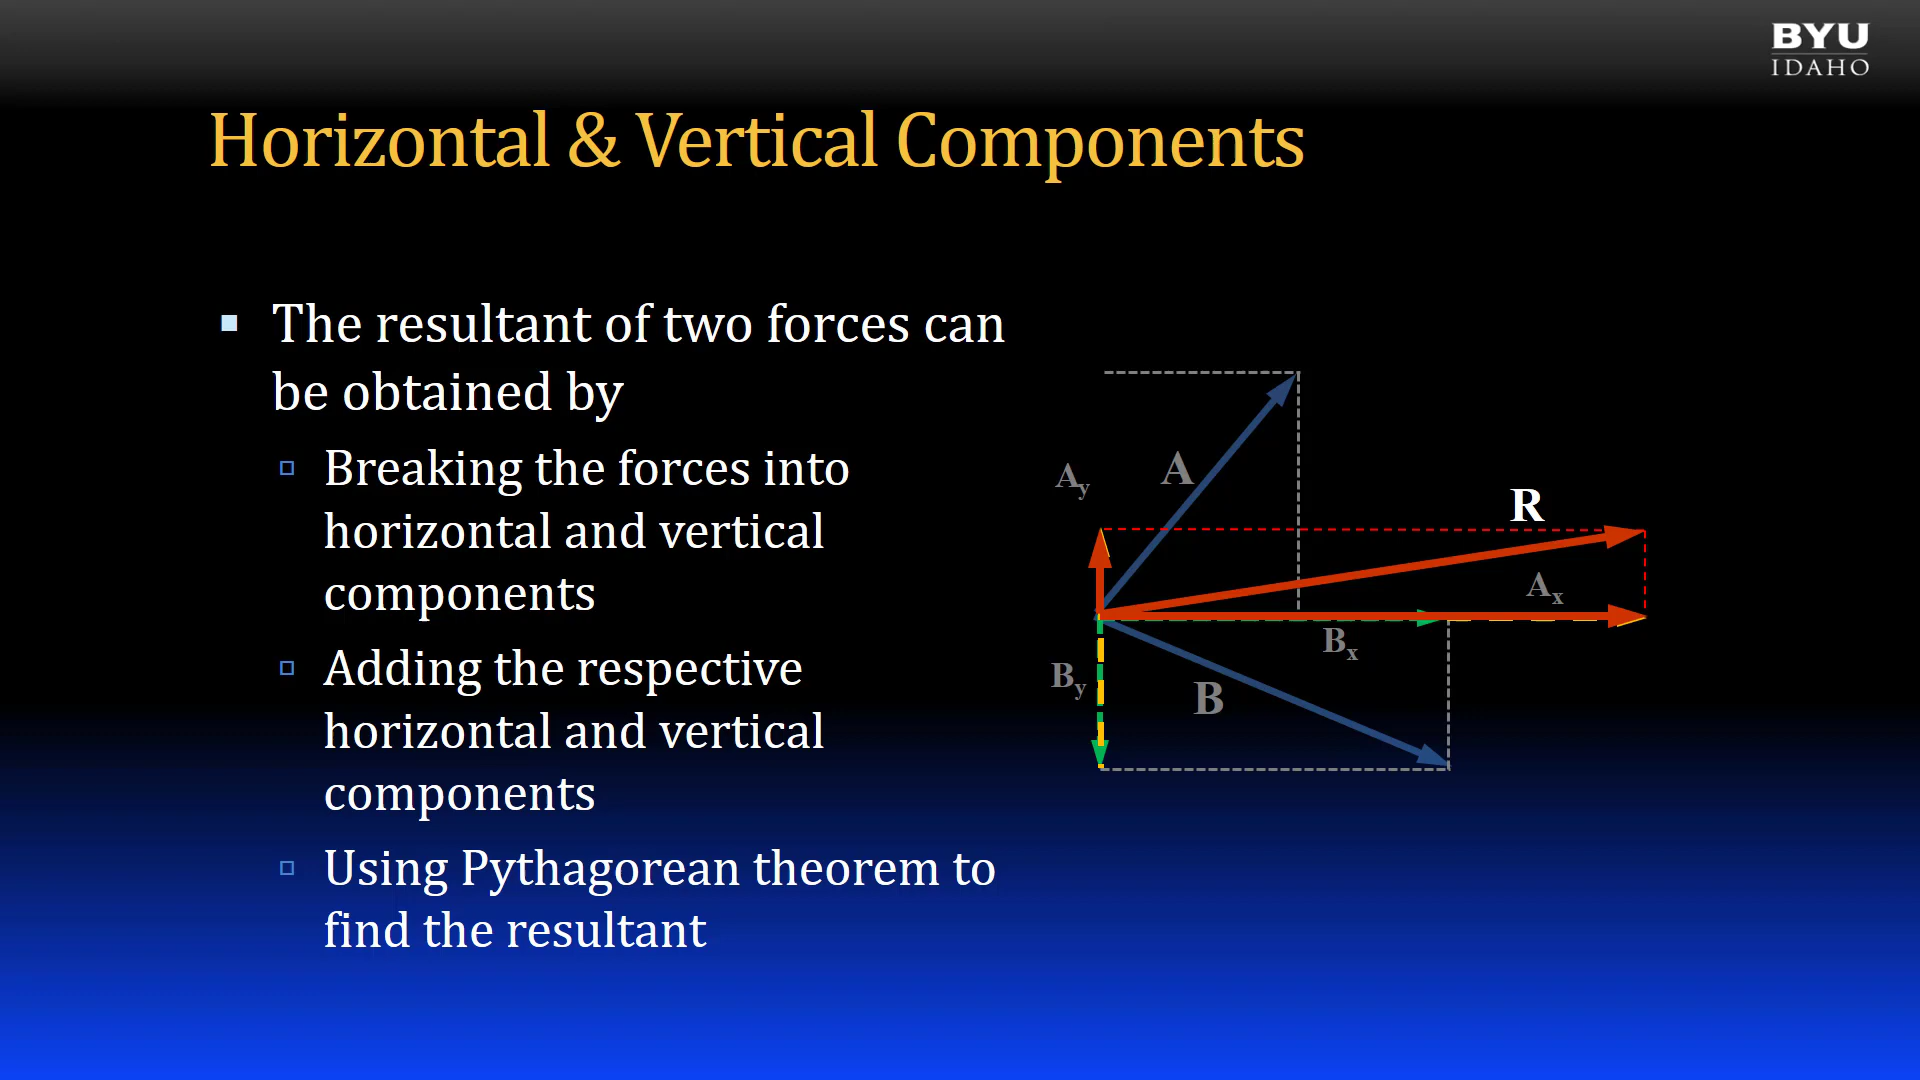 BYU
IDAHO
Horizontal & Vertical Components
The resultant of two forces can
be obtained by
Breaking the forces into
horizontal and vertical
components
Adding the respective
horizontal and vertical
components
Using Pythagorean theorem to
find the resultant
A
Ay
R
Ax
Bx
By
B